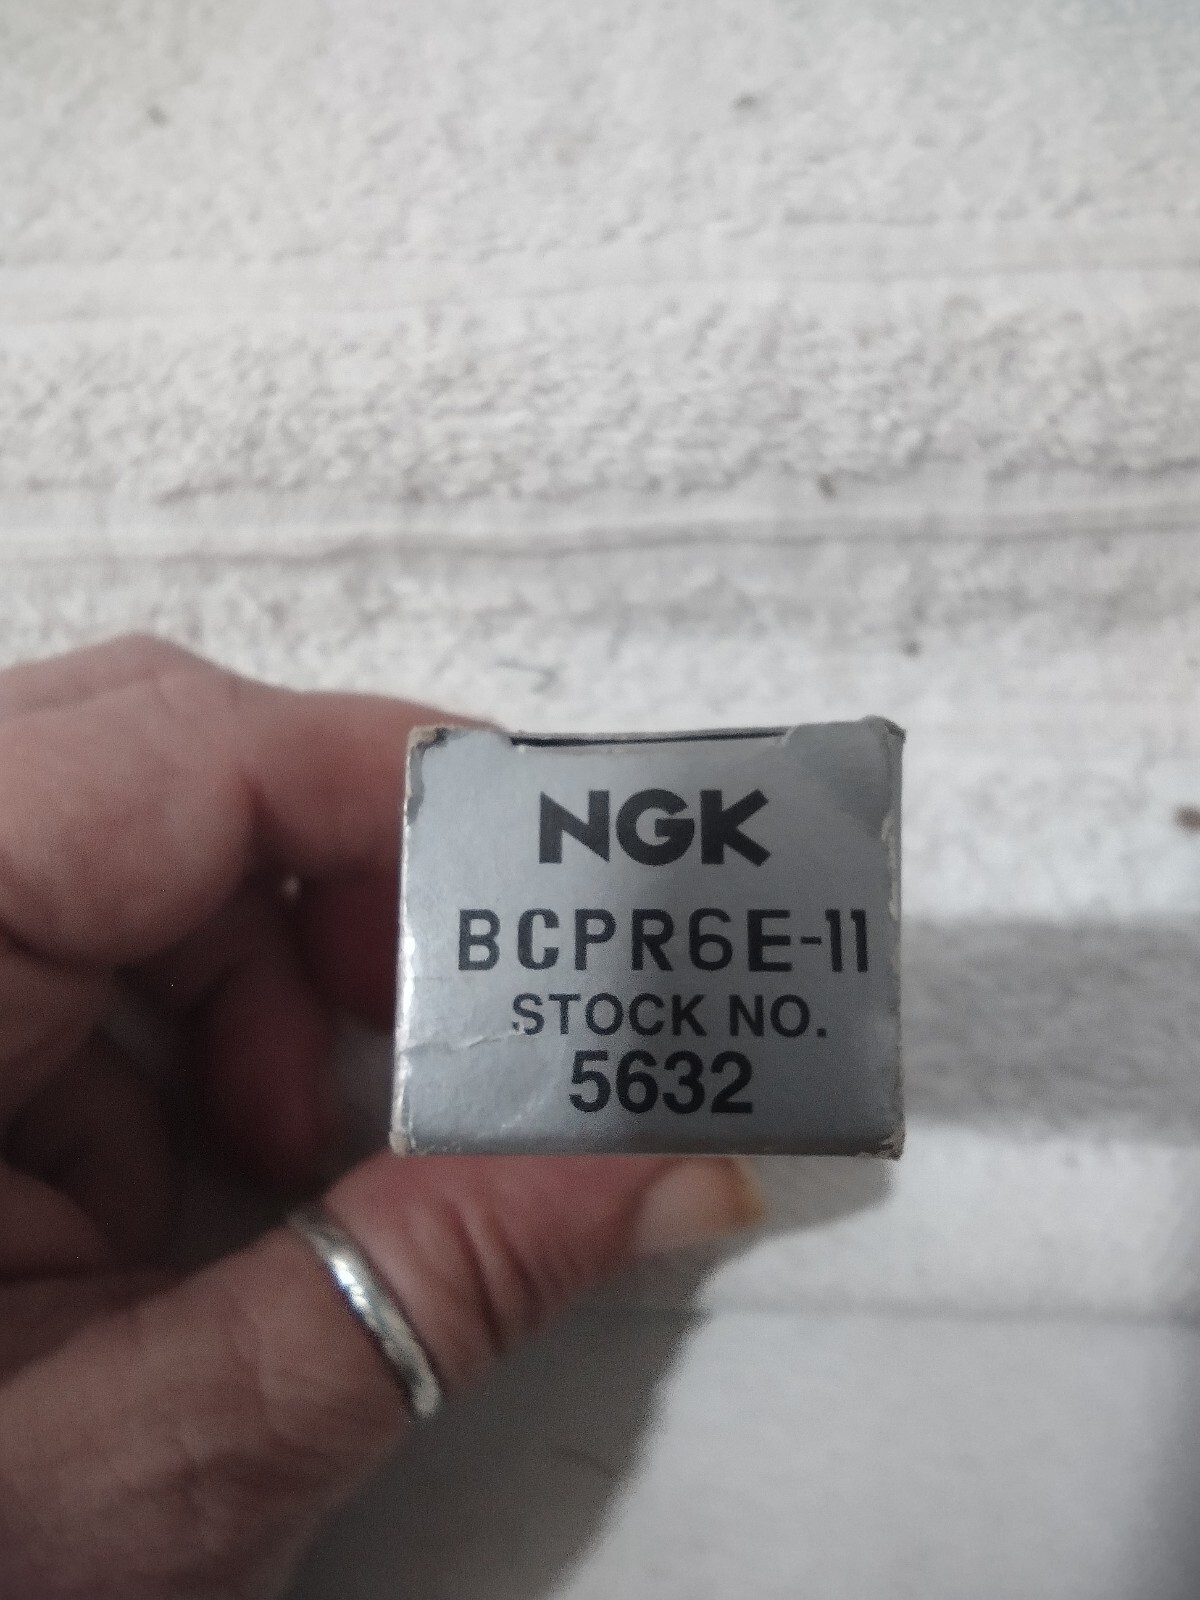 NGK
BCPR6E-11
STOCK NO.
5632